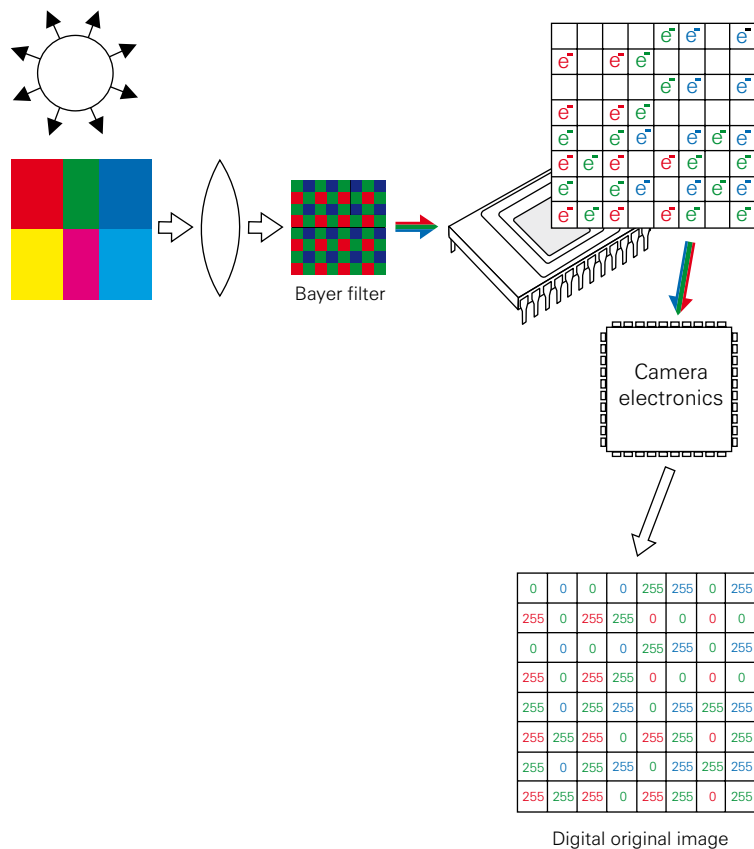 e⁻ e⁻ e⁻
e⁻ e⁻ e⁻
e⁻ e⁻ e⁻
e⁻ e⁻ e⁻
e⁻ e⁻ e⁻ e⁻ e⁻ e⁻
e⁻ e⁻ e⁻ e⁻ e⁻ e⁻
e⁻ e⁻ e⁻ e⁻ e⁻ e⁻
e⁻ e⁻ e⁻ e⁻ e⁻ e⁻
Bayer filter
Camera
electronics
0 0 0 0 255 255 0 255
255 0 255 255 0 0 0 0
0 0 0 0 255 255 0 255
255 0 255 255 0 0 0 0
255 0 255 255 0 255 255 255
255 255 255 0 255 255 0 255
255 0 255 255 0 255 255 255
255 255 255 0 255 255 0 255
Digital original image